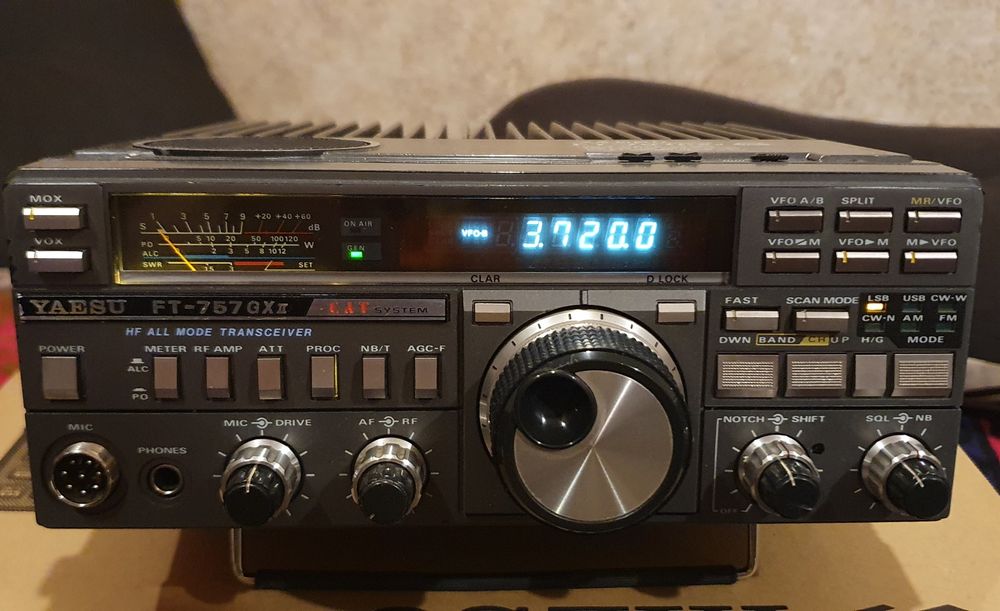 MOX
VOX
1 3 5 7 9 +20 +40 +60
S
dB
5 10 20 50 100120
PO
W
ALC
2 3 5 8 10 12
SWR
SET
ON AIR
GEN
VFO-B 3.720.0
VFO A/B SPLIT MR/VFO
VFO M VFO►M M►VFO
CLAR
D LOCK
YAESU FT-757GXII CAT SYSTEM
HF ALL MODE TRANSCEIVER
POWER
METER RF AMP ATT PROC NB/T AGC-F
ALC
PO
FAST SCAN MODE
LSB USB CW-W
CW-N AM FM
DWN BAND CH UP H/G MODE
MIC
PHONES
MIC DRIVE
AF RF
NOTCH SHIFT
OFF
SQL NB